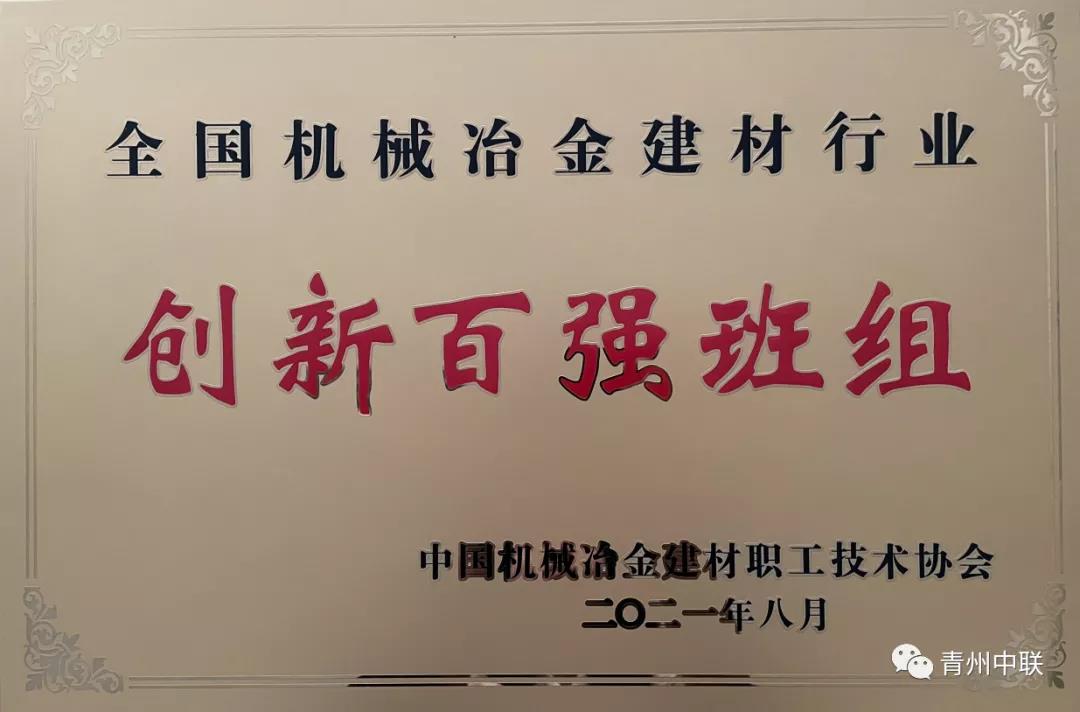 全国机械冶金建材行业
创新百强班组
中国机械冶金建材职工技术协会
二〇二一年八月
青州中联